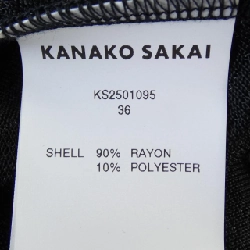 KANAKO SAKAI
KS2501095
36
SHELL 90% RAYON
10% POLYESTER